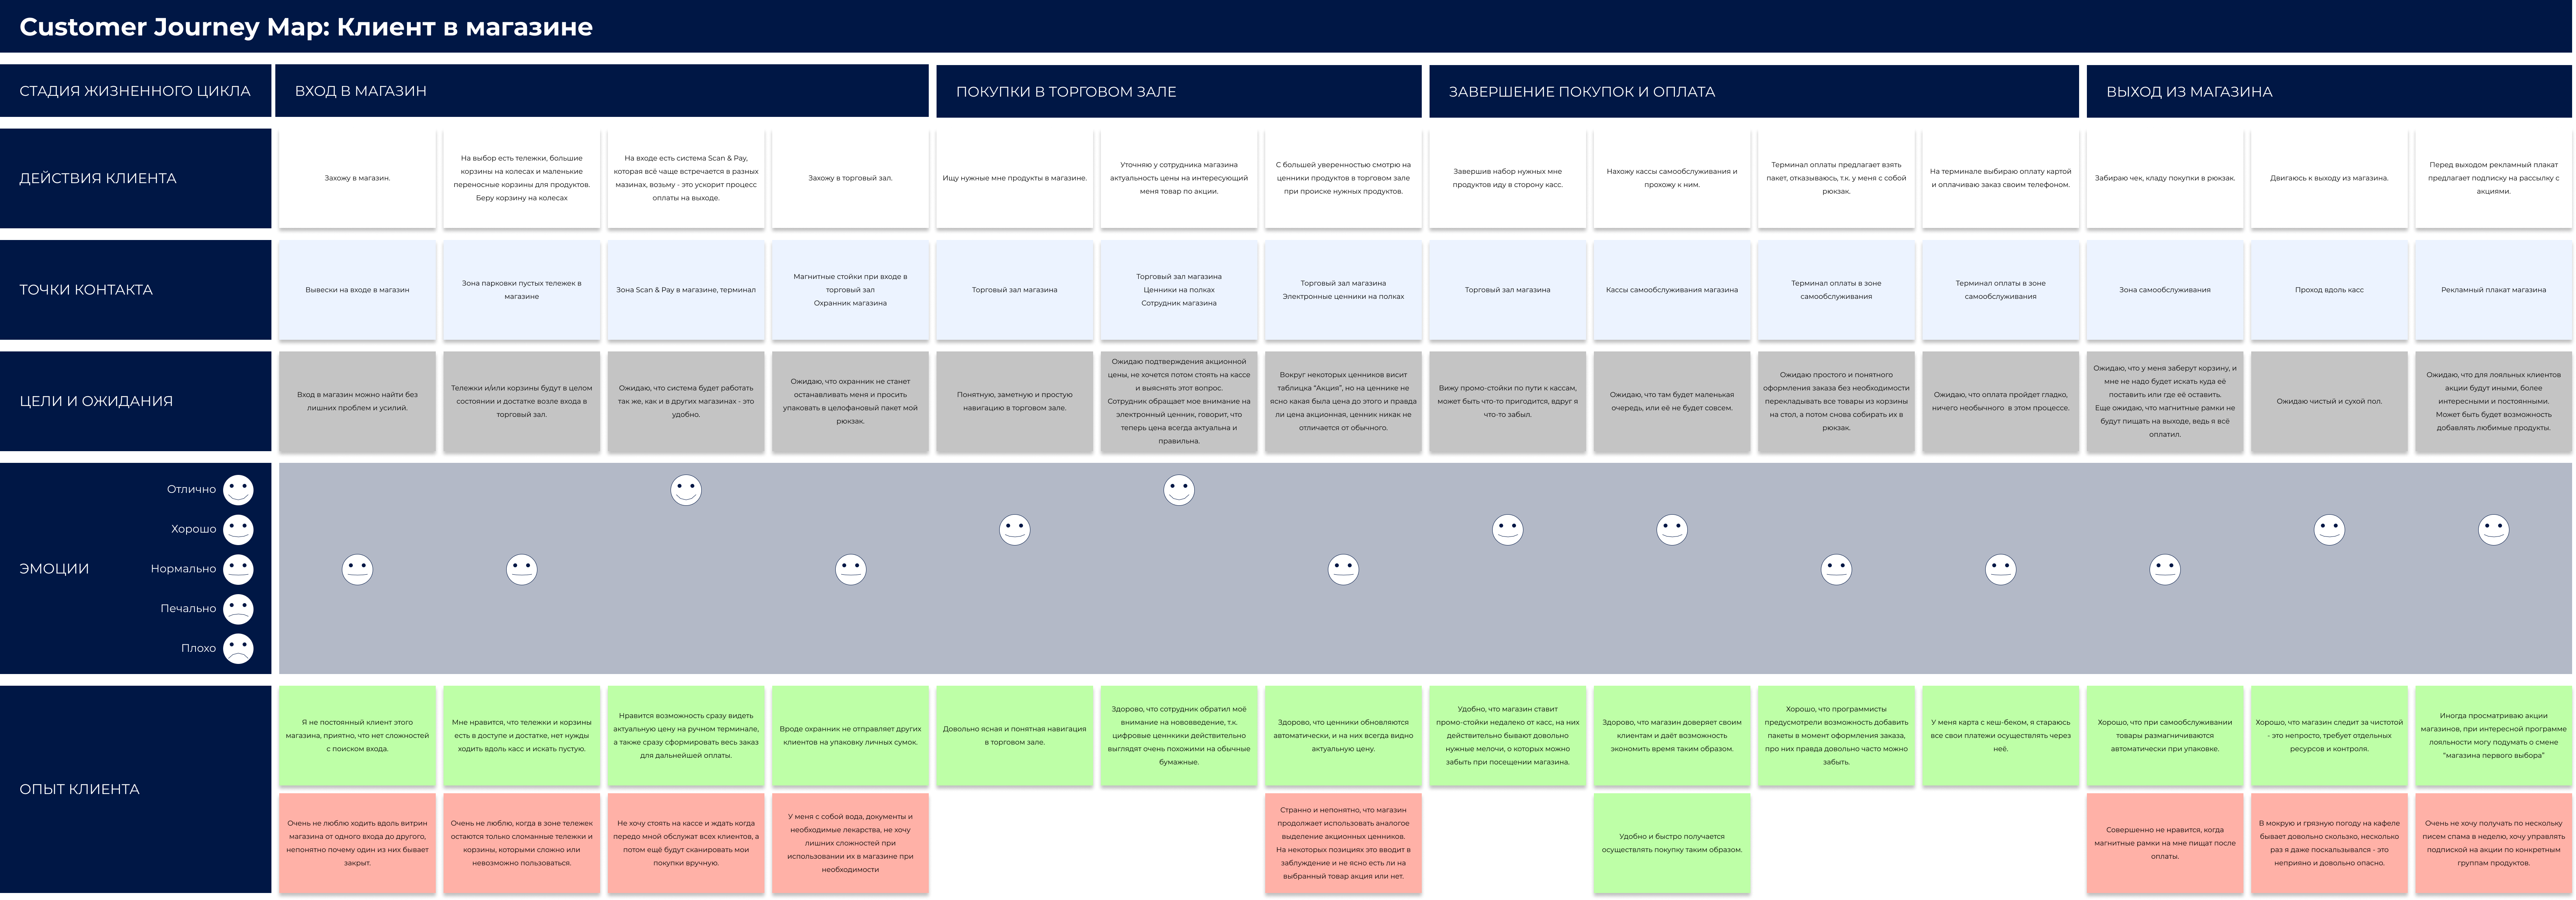 Customer Journey Map: Клиент в магазине
СТАДИЯ ЖИЗНЕННОГО ЦИКЛА
ВХОД В МАГАЗИН
ПОКУПКИ В ТОРГОВОМ ЗАЛЕ
ЗАВЕРШЕНИЕ ПОКУПОК И ОПЛАТА
ВЫХОД ИЗ МАГАЗИНА
ДЕЙСТВИЯ КЛИЕНТА
Захожу в магазин.
На выбор есть тележки, большие
корзины на колесах и маленькие
переносные корзины для продуктов.
Беру корзину на колесах
На входе есть система Scan & Pay,
которая всё чаще встречается в разных
мазинах, возьму - это ускорит процесс
оплаты на выходе.
Захожу в торговый зал.
Ищу нужные мне продукты в магазине.
Уточняю у сотрудника магазина
актуальность цены на интересующий
меня товар по акции.
С большей уверенностью смотрю на
ценники продуктов в торговом зале
при происке нужных продуктов.
Завершив набор нужных мне
продуктов иду в сторону касс.
Нахожу кассы самообслуживания и
прохожу к ним.
Терминал оплаты предлагает взять
пакет, отказываюсь, т.к. у меня с собой
рюкзак.
На терминале выбираю оплату картой
и оплачиваю заказ своим телефоном.
Забираю чек, кладу покупки в рюкзак.
Двигаюсь к выходу из магазина.
Перед выходом рекламный плакат
предлагает подписку на рассылку с
акциями.
ТОЧКИ КОНТАКТА
Вывески на входе в магазин
Зона парковки пустых тележек в
магазине
Зона Scan & Pay в магазине, терминал
Магнитные стойки при входе в
торговый зал
Охранник магазина
Торговый зал магазина
Торговый зал магазина
Ценники на полках
Сотрудник магазина
Торговый зал магазина
Электронные ценники на полках
Торговый зал магазина
Кассы самообслуживания магазина
Терминал оплаты в зоне
самообслуживания
Терминал оплаты в зоне
самообслуживания
Зона самообслуживания
Проход вдоль касс
Рекламный плакат магазина
ЦЕЛИ И ОЖИДАНИЯ
Вход в магазин можно найти без
лишних проблем и усилий.
Тележки и/или корзины будут в целом
состоянии и достатке возле входа в
торговый зал.
Ожидаю, что система будет работать
так же, как и в других магазинах - это
удобно.
Ожидаю, что охранник не станет
останавливать меня и просить
упаковать в целофановый пакет мой
рюкзак.
Понятную, заметную и простую
навигацию в торговом зале.
Ожидаю подтверждения акционной
цены, не хочется потом стоять на кассе
и выяснять этот вопрос.
Сотрудник обращает мое внимание на
электронный ценник, говорит, что
теперь цена всегда актуальна и
правильна.
Вокруг некоторых ценников висит
табличка "Акция", но на ценнике не
ясно какая была цена до этого и правда
ли цена акционная, ценник никак не
отличается от обычного.
Вижу промо-стойки по пути к кассам,
может быть что-то пригодится, вдруг я
что-то забыл.
Ожидаю, что там будет маленькая
очередь, или её не будет совсем.
Ожидаю простого и понятного
оформления заказа без необходимости
перекладывать все товары из корзины
на стол, а потом снова собирать их в
рюкзак.
Ожидаю, что оплата пройдет гладко,
ничего необычного в этом процессе.
Ожидаю, что у меня заберут корзину, и
мне не надо будет искать куда её
поставить или где её оставить.
Еще ожидаю, что магнитные рамки не
будут пищать на выходе, ведь я всё
оплатил.
Ожидаю чистый и сухой пол.
Ожидаю, что для лояльных клиентов
акции будут иными, более
интересными и постоянными.
Может быть будет возможность
добавлять любимые продукты.
ЭМОЦИИ
Отлично
Хорошо
Нормально
Печально
Плохо
ОПЫТ КЛИЕНТА
Я не постоянный клиент этого
магазина, приятно, что нет сложностей
с поиском входа.
Мне нравится, что тележки и корзины
есть в доступе и достатке, нет нужды
ходить вдоль касс и искать пустую.
Нравится возможность сразу видеть
актуальную цену на ручном терминале,
а также сразу сформировать весь заказ
для дальнейшей оплаты.
Вроде охранник не отправляет других
клиентов на упаковку личных сумок.
Довольно ясная и понятная навигация
в торговом зале.
Здорово, что сотрудник обратил моё
внимание на нововведение, т.к.
цифровые ценники действительно
выглядят очень похожими на обычные
бумажные.
Здорово, что ценники обновляются
автоматически, и на них всегда видно
актуальную цену.
Удобно, что магазин ставит
промо-стойки недалеко от касс, на них
действительно бывают довольно
нужные мелочи, о которых можно
забыть при посещении магазина.
Здорово, что магазин доверяет своим
клиентам и даёт возможность
экономить время таким образом.
Хорошо, что программисты
предусмотрели возможность добавить
пакеты в момент оформления заказа,
про них правда довольно часто можно
забыть.
У меня карта с кеш-беком, я стараюсь
все свои платежи осуществлять через
неё.
Хорошо, что при самообслуживании
товары размагничиваются
автоматически при упаковке.
Хорошо, что магазин следит за чистотой
- это непросто, требует отдельных
ресурсов и контроля.
Иногда просматриваю акции
магазинов, при интересной программе
лояльности могу подумать о смене
"магазина первого выбора"
Очень не люблю ходить вдоль витрин
магазина от одного входа до другого,
непонятно почему один из них бывает
закрыт.
Очень не люблю, когда в зоне тележек
остаются только сломанные тележки и
корзины, которыми сложно или
невозможно пользоваться.
Не хочу стоять на кассе и ждать когда
передо мной обслужат всех клиентов, а
потом ещё будут сканировать мои
покупки вручную.
У меня с собой вода, документы и
необходимые лекарства, не хочу
лишних сложностей при
использовании их в магазине при
необходимости
Странно и непонятно, что магазин
продолжает использовать аналогое
выделение акционных ценников.
На некоторых позициях это вводит в
заблуждение и не ясно есть ли на
выбранный товар акция или нет.
Удобно и быстро получается
осуществлять покупку таким образом.
Совершенно не нравится, когда
магнитные рамки на мне пищат после
оплаты.
В мокрую и грязную погоду на кафеле
бывает довольно скользко, несколько
раз я даже поскальзывался - это
неприяно и довольно опасно.
Очень не хочу получать по нескольку
писем спама в неделю, хочу управлять
подпиской на акции по конкретным
группам продуктов.